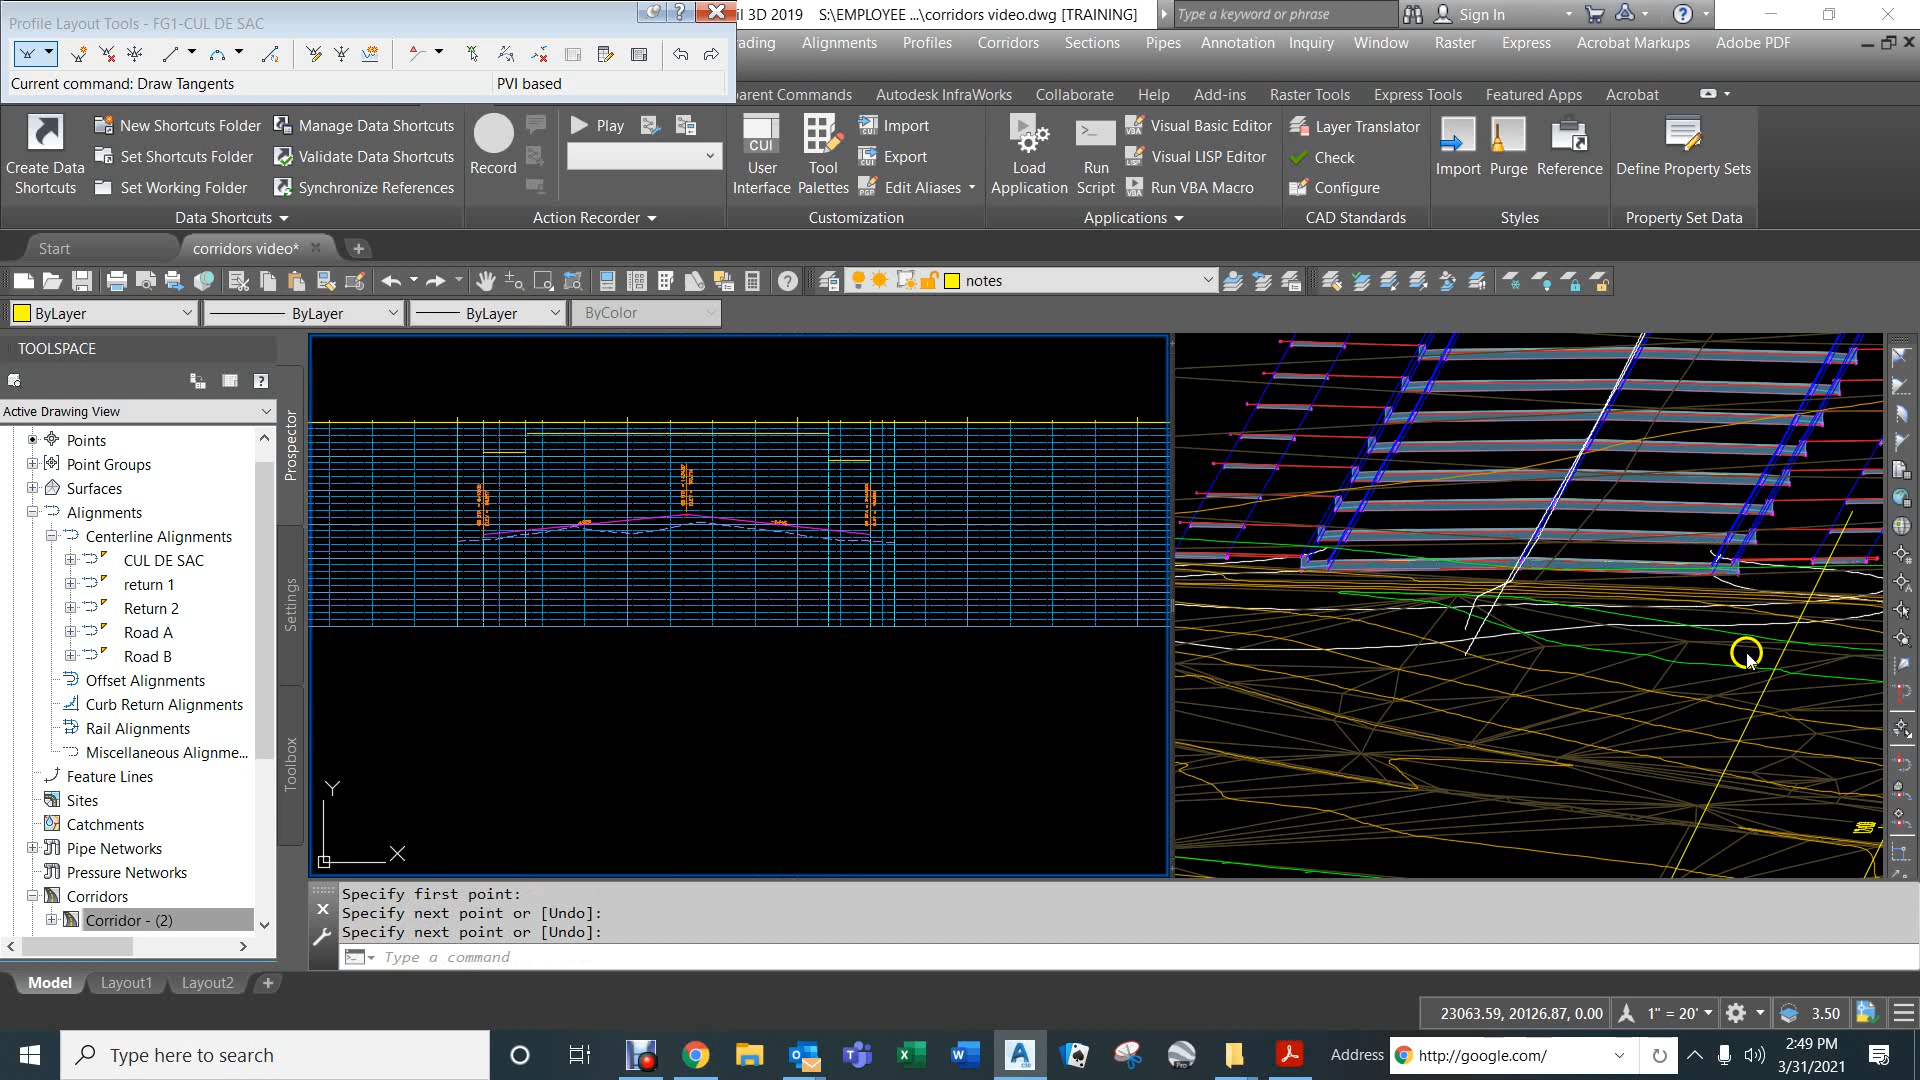 Profile Layout Tools - FG1-CUL DE SAC
il 3D 2019 S:\EMPLOYEE ...\corridors video.dwg [TRAINING]
Type a keyword or phrase
Sign In
Alignments Profiles Corridors Sections Pipes Annotation Inquiry Window Raster Express Acrobat Markups Adobe PDF
Current command: Draw Tangents
PVI based
Autodesk InfraWorks Collaborate Help Add-ins Raster Tools Express Tools Featured Apps Acrobat
Create Data Shortcuts
New Shortcuts Folder
Set Shortcuts Folder
Set Working Folder
Manage Data Shortcuts
Validate Data Shortcuts
Synchronize References
Data Shortcuts
Record
Play
Action Recorder
CUI
User Interface
Tool Palettes
Import
Export
Edit Aliases
Customization
Load Application
Run Script
Visual Basic Editor
Visual LISP Editor
Run VBA Macro
Applications
Layer Translator
Check
Configure
CAD Standards
Import
Purge
Reference
Styles
Define Property Sets
Property Set Data
Start
corridors video*
notes
ByLayer
ByLayer
ByLayer
ByColor
TOOLSPACE
Active Drawing View
Prospector
Settings
Toolbox
Points
Point Groups
Surfaces
Alignments
Centerline Alignments
CUL DE SAC
return 1
Return 2
Road A
Road B
Offset Alignments
Curb Return Alignments
Rail Alignments
Miscellaneous Alignme...
Feature Lines
Sites
Catchments
Pipe Networks
Pressure Networks
Corridors
Corridor - (2)
Y
X
Specify first point:
Specify next point or [Undo]:
Specify next point or [Undo]:
Type a command
Model
Layout1
Layout2
23063.59, 20126.87, 0.00
1" = 20'
3.50
Type here to search
Address
http://google.com/
2:49 PM
3/31/2021